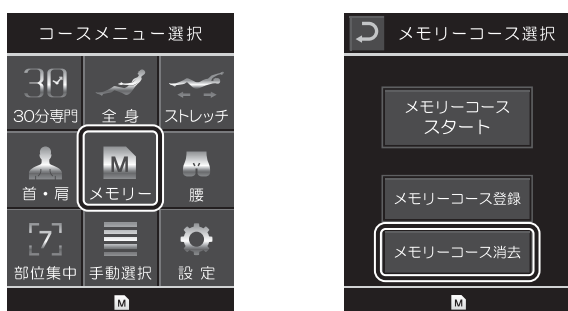 コースメニュー選択
30
30分専門
全 身
ストレッチ
首・肩
M
メモリー
腰
7
部位集中
手動選択
設 定
M
メモリーコース選択
メモリーコース
スタート
メモリーコース登録
メモリーコース消去
M